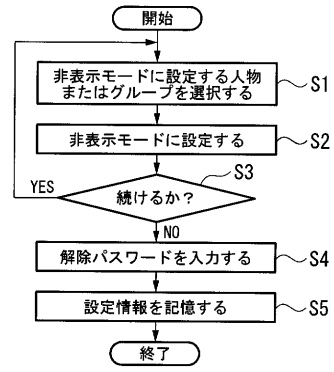 開始
非表示モードに設定する人物
またはグループを選択する
S1
非表示モードに設定する
S2
S3
YES
続けるか？
NO
解除パスワードを入力する
S4
設定情報を記憶する
S5
終了